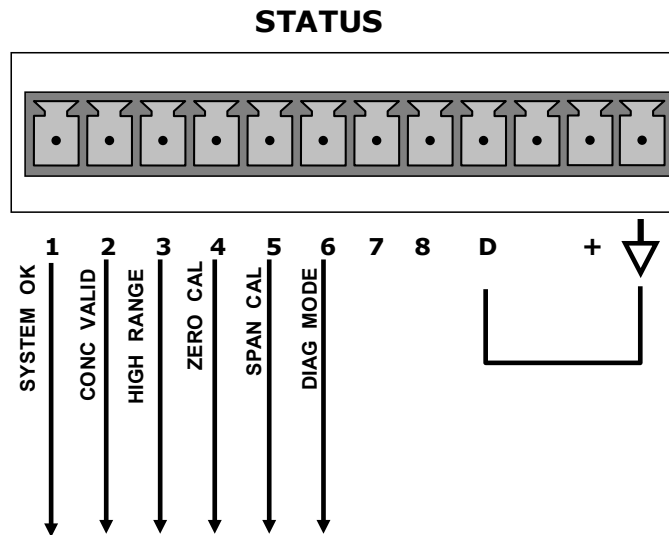 STATUS
1 2 3 4 5 6 7 8 D +
SYSTEM OK
CONC VALID
HIGH RANGE
ZERO CAL
SPAN CAL
DIAG MODE